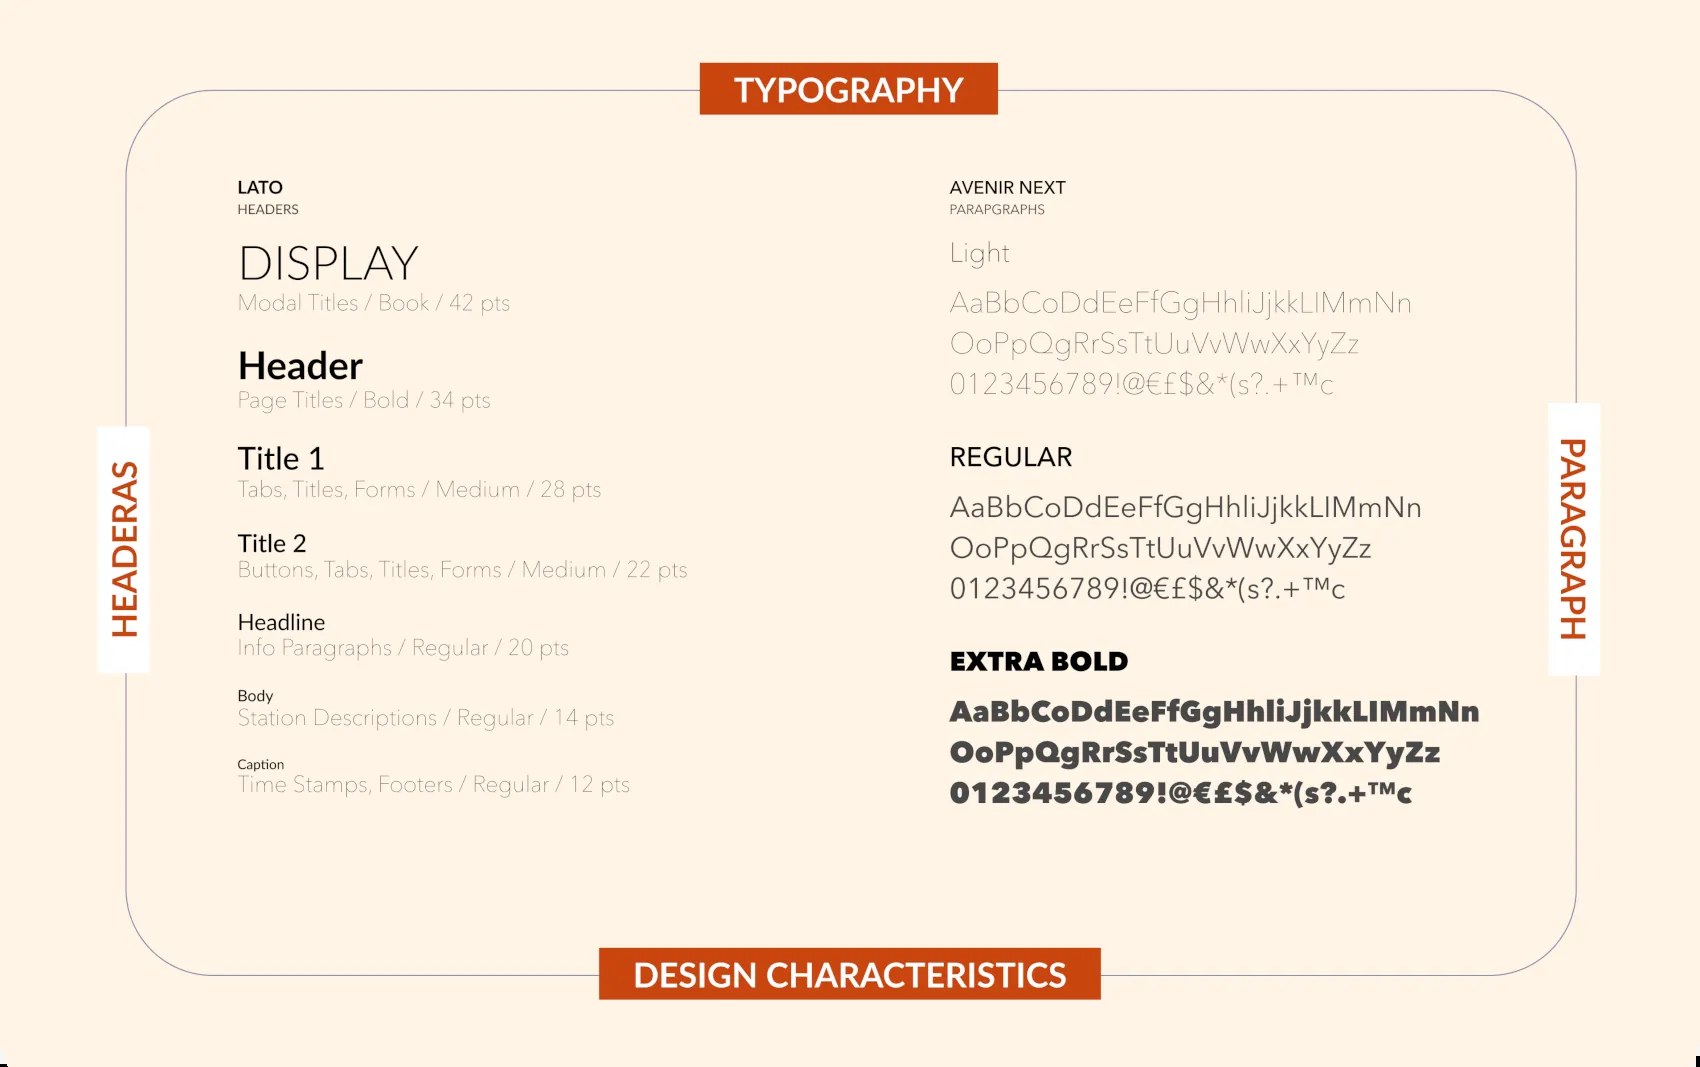 TYPOGRAPHY
LATO
HEADERS
DISPLAY
Modal Titles / Book / 42 pts
Header
Page Titles / Bold / 34 pts
Title 1
Tabs, Titles, Forms / Medium / 28 pts
Title 2
Buttons, Tabs, Titles, Forms / Medium / 22 pts
Headline
Info Paragraphs / Regular / 20 pts
Body
Station Descriptions / Regular / 14 pts
Caption
Time Stamps, Footers / Regular / 12 pts
HEADERAS
AVENIR NEXT
PARAPGRAPHS
Light
AaBbCoDdEeFfGgHhliJjkkLIMmNn
OoPpQgRrSsTtUuVvWwXxYyZz
0123456789!@€£$&*(s?.+™c
REGULAR
AaBbCoDdEeFfGgHhliJjkkLIMmNn
OoPpQgRrSsTtUuVvWwXxYyZz
0123456789!@€£$&*(s?.+™c
EXTRA BOLD
AaBbCoDdEeFfGgHhliJjkkLIMmNn
OoPpQgRrSsTtUuVvWwXxYyZz
0123456789!@€£$&*(s?.+™c
PARAGRAPH
DESIGN CHARACTERISTICS